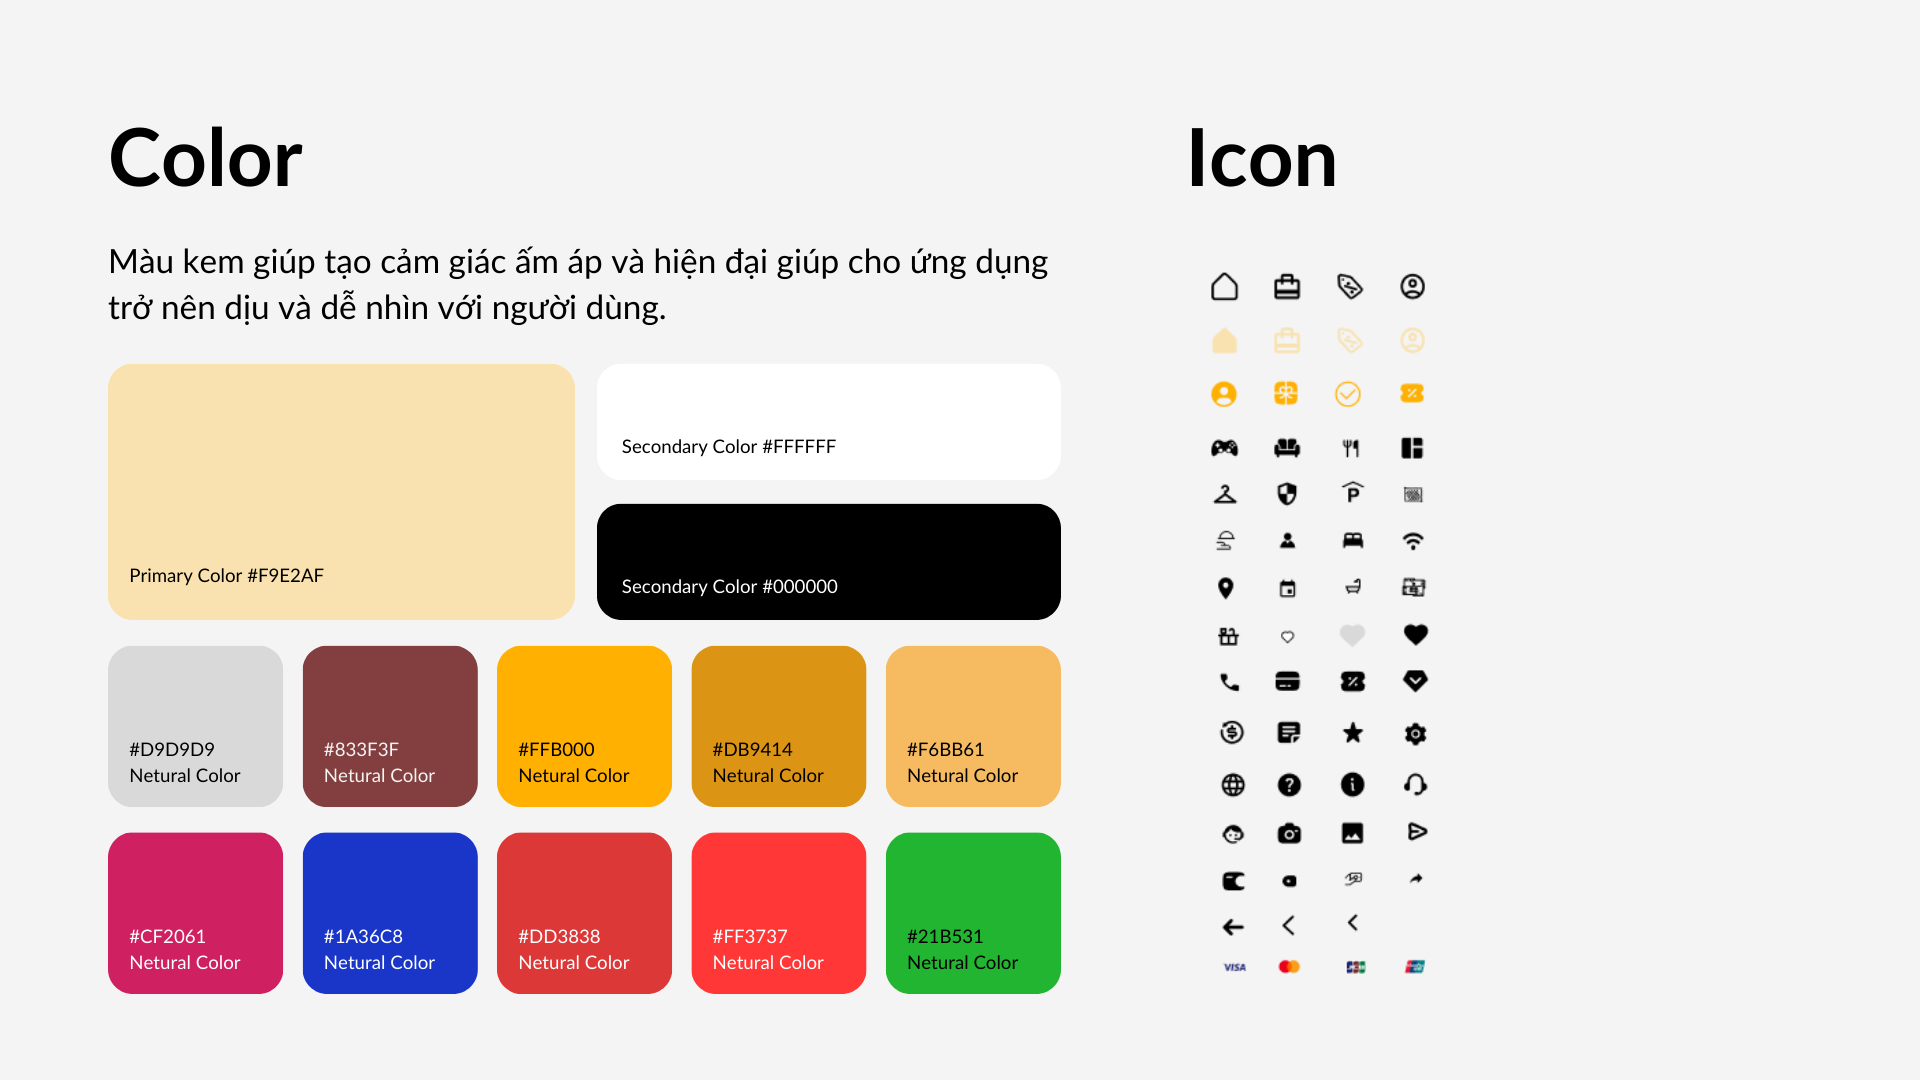 Color
Màu kem giúp tạo cảm giác ấm áp và hiện đại giúp cho ứng dụng
trở nên dịu và dễ nhìn với người dùng.
Primary Color #F9E2AF
Secondary Color #FFFFFF
Secondary Color #000000
#D9D9D9
Netural Color
#833F3F
Netural Color
#FFB000
Netural Color
#DB9414
Netural Color
#F6BB61
Netural Color
#CF2061
Netural Color
#1A36C8
Netural Color
#DD3838
Netural Color
#FF3737
Netural Color
#21B531
Netural Color
Icon
P
VISA